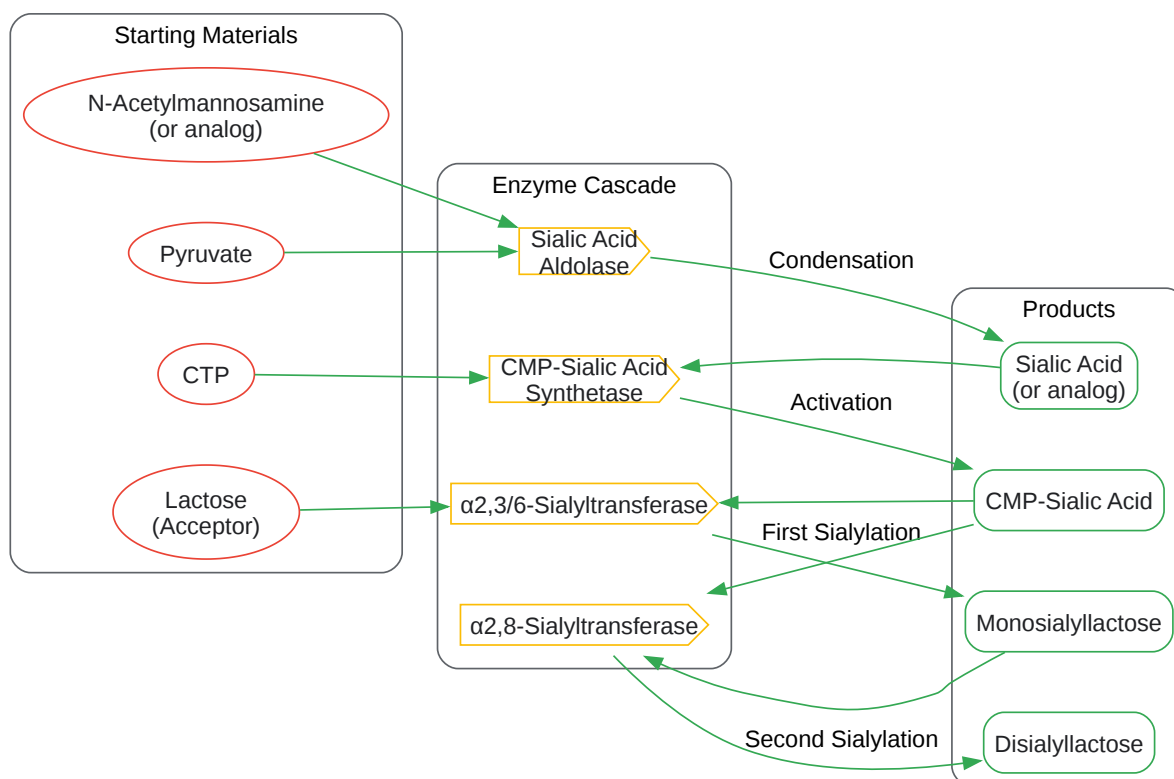 Starting Materials
N-Acetylmannosamine
(or analog)
Pyruvate
CTP
Lactose
(Acceptor)
Enzyme Cascade
Sialic Acid
Aldolase
CMP-Sialic Acid
Synthetase
α2,3/6-Sialyltransferase
α2,8-Sialyltransferase
Condensation
Activation
First Sialylation
Second Sialylation
Products
Sialic Acid
(or analog)
CMP-Sialic Acid
Monosialyllactose
Disialyllactose